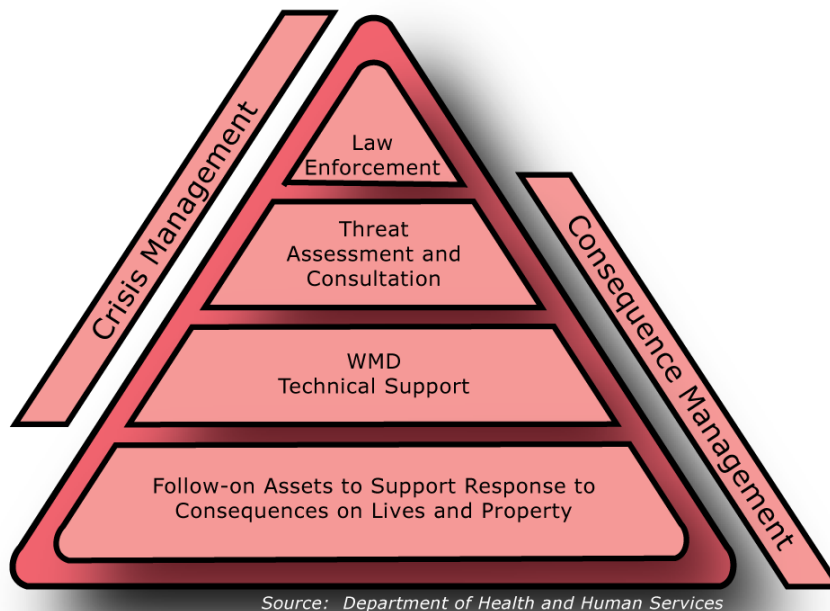 Crisis Management
Law
Enforcement
Threat
Assessment and
Consultation
WMD
Technical Support
Follow-on Assets to Support Response to
Consequences on Lives and Property
Consequence Management
Source: Department of Health and Human Services